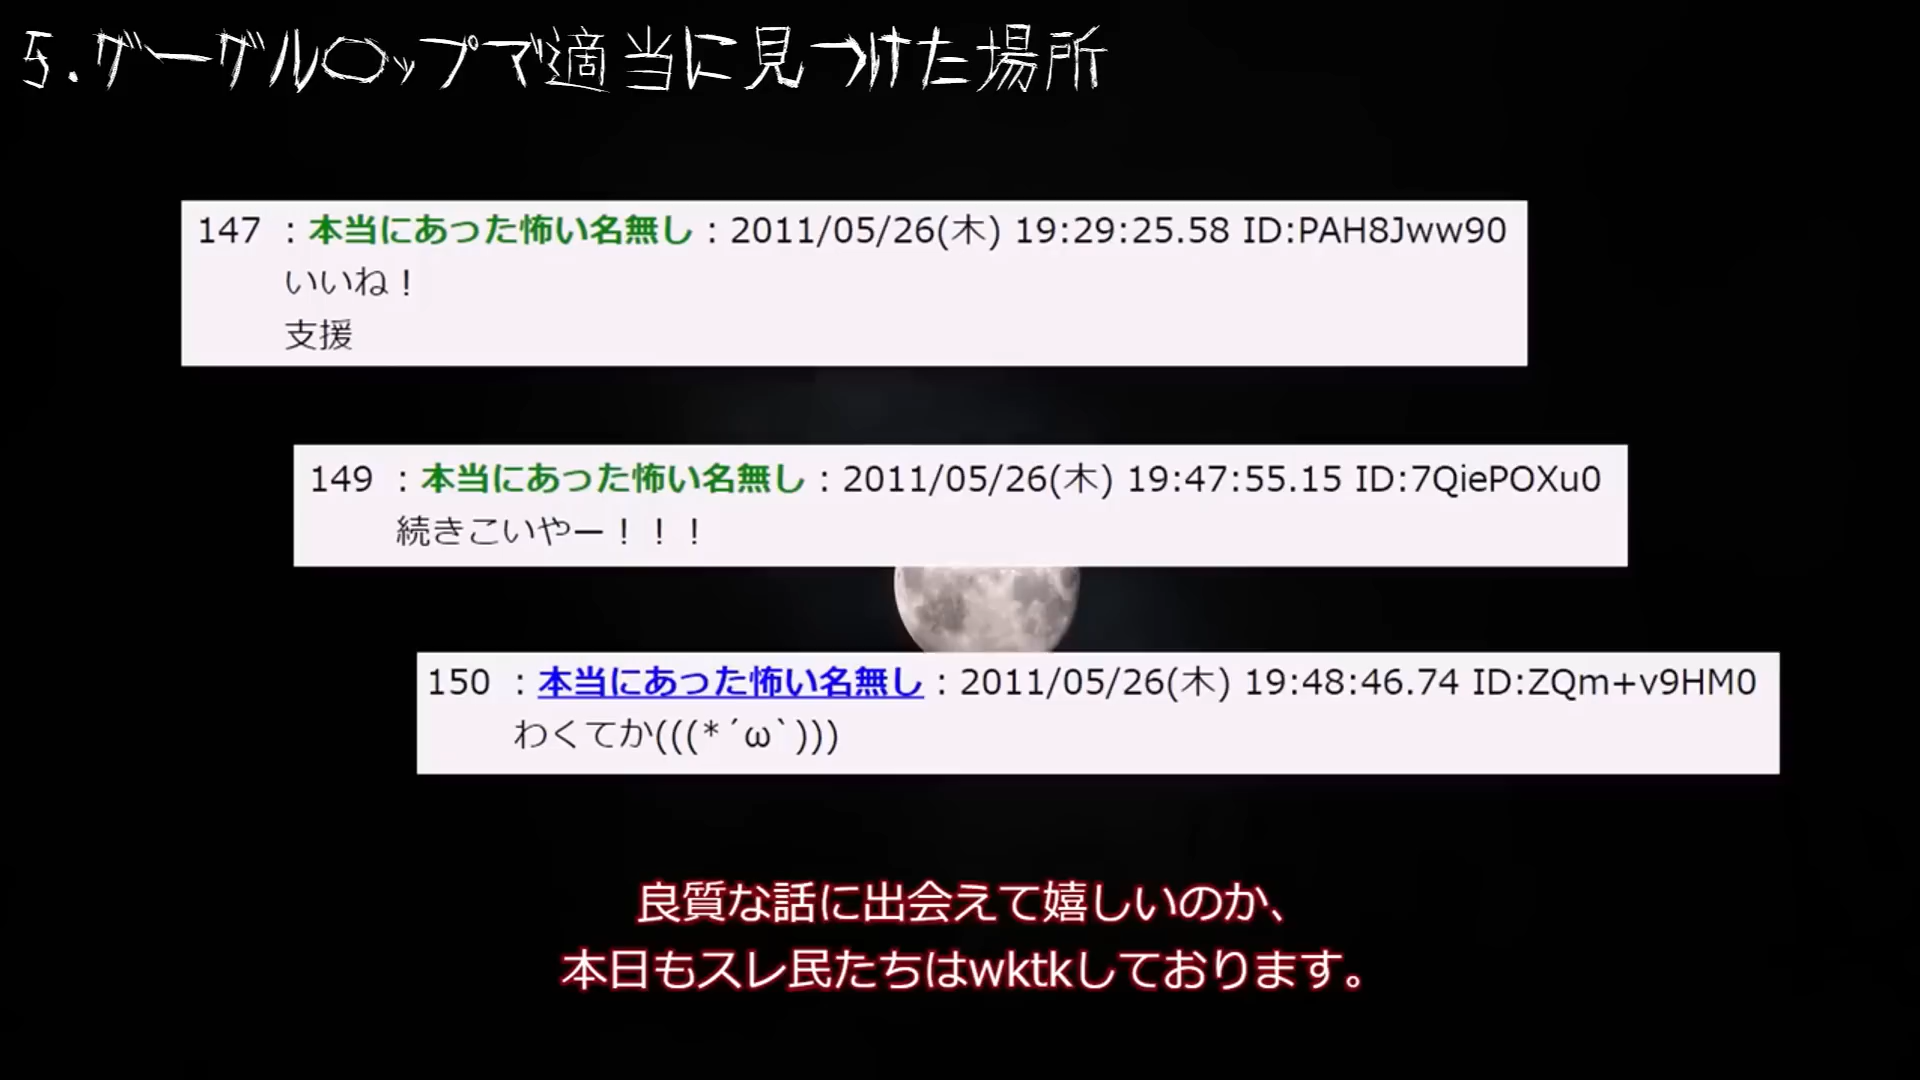 5.グーグル〇ップで適当に見つけた場所
147 ：本当にあった怖い名無し：2011/05/26(木) 19:29:25.58 ID:PAH8Jww90
いいね！
支援
149 ：本当にあった怖い名無し：2011/05/26(木) 19:47:55.15 ID:7QiePOXu0
続きこいやー！！！
150 ：本当にあった怖い名無し：2011/05/26(木) 19:48:46.74 ID:ZQm+v9HM0
わくてか(((*´ω`)))
良質な話に出会えて嬉しいのか、
本日もスレ民たちはwktkしております。